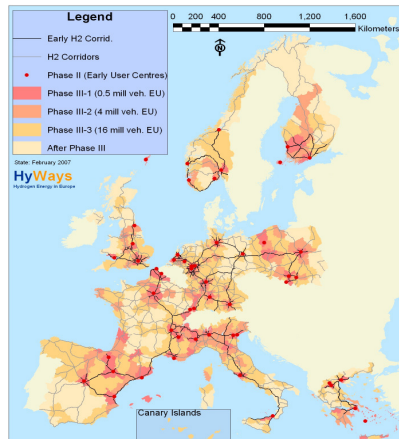 Legend
Early H2 Corrid.
H2 Corridors
Phase II (Early User Centres)
Phase III-1 (0.5 mill veh. EU)
Phase III-2 (4 mill veh. EU)
Phase III-3 (16 mill veh. EU)
After Phase III
0 200 400 800 1,200 1,600
Kilometers
N
State: February 2007
HyWays
Hydrogen Energy in Europe
Canary Islands